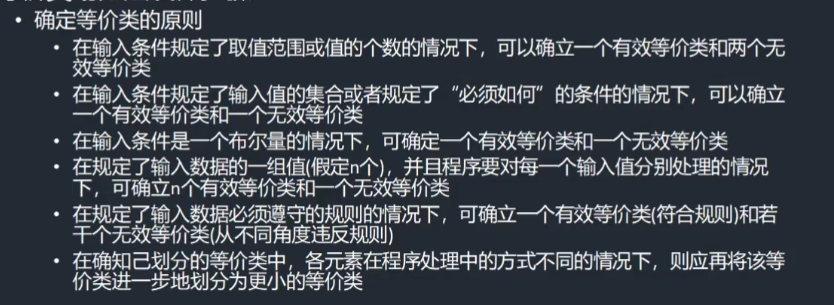 • 确定等价类的原则
• 在输入条件规定了取值范围或值的个数的情况下，可以确立一个有效等价类和两个无
效等价类
• 在输入条件规定了输入值的集合或者规定了“必须如何”的条件的情况下，可以确立
一个有效等价类和一个无效等价类
• 在输入条件是一个布尔量的情况下，可确定一个有效等价类和一个无效等价类
• 在规定了输入数据的一组值(假定n个)，并且程序要对每一个输入值分别处理的情况
下，可确立n个有效等价类和一个无效等价类
• 在规定了输入数据必须遵守的规则的情况下，可确立一个有效等价类(符合规则)和若
干个无效等价类(从不同角度违反规则)
• 在确知己划分的等价类中，各元素在程序处理中的方式不同的情况下，则应再将该等
价类进一步地划分为更小的等价类